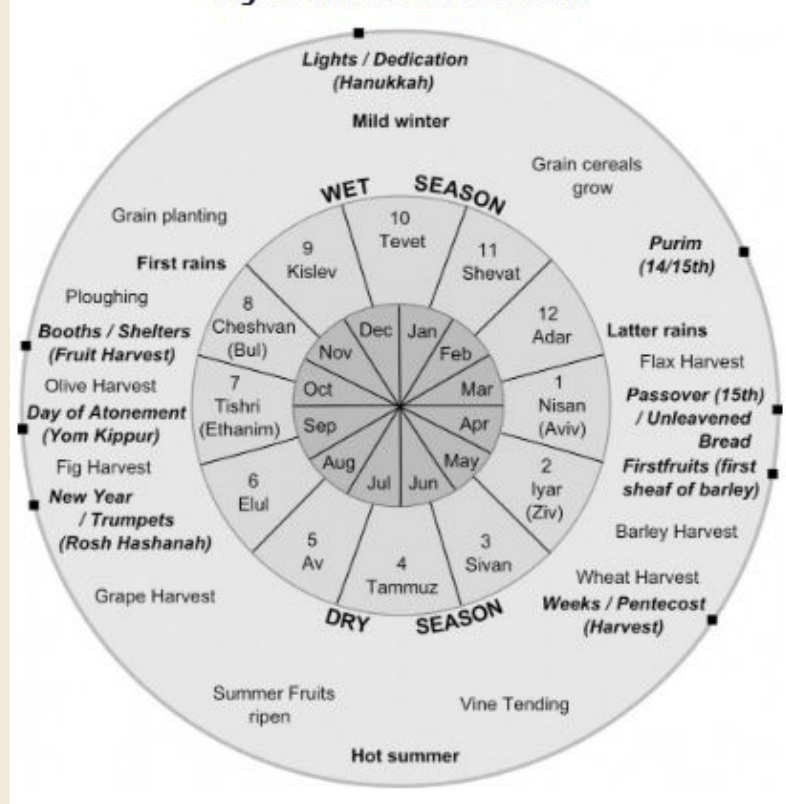 Lights / Dedication
(Hanukkah)
Mild winter
Grain cereals
grow
WET SEASON
Grain planting
Purim
(14/15th)
First rains
Ploughing
Booths / Shelters
(Fruit Harvest)
Latter rains
Flax Harvest
Olive Harvest
Passover (15th)
/ Unleavened
Bread
Day of Atonement
(Yom Kippur)
Fig Harvest
Firstfruits (first
sheaf of barley)
New Year
/ Trumpets
(Rosh Hashanah)
Barley Harvest
Wheat Harvest
Grape Harvest
Weeks / Pentecost
(Harvest)
DRY SEASON
Summer Fruits
ripen
Vine Tending
Hot summer
10
Tevet
11
Shevat
12
Adar
1
Nisan
(Aviv)
2
Iyar
(Ziv)
3
Sivan
4
Tammuz
5
Av
6
Elul
7
Tishri
(Ethanim)
8
Cheshvan
(Bul)
9
Kislev
Jan
Feb
Mar
Apr
May
Jun
Jul
Aug
Sep
Oct
Nov
Dec